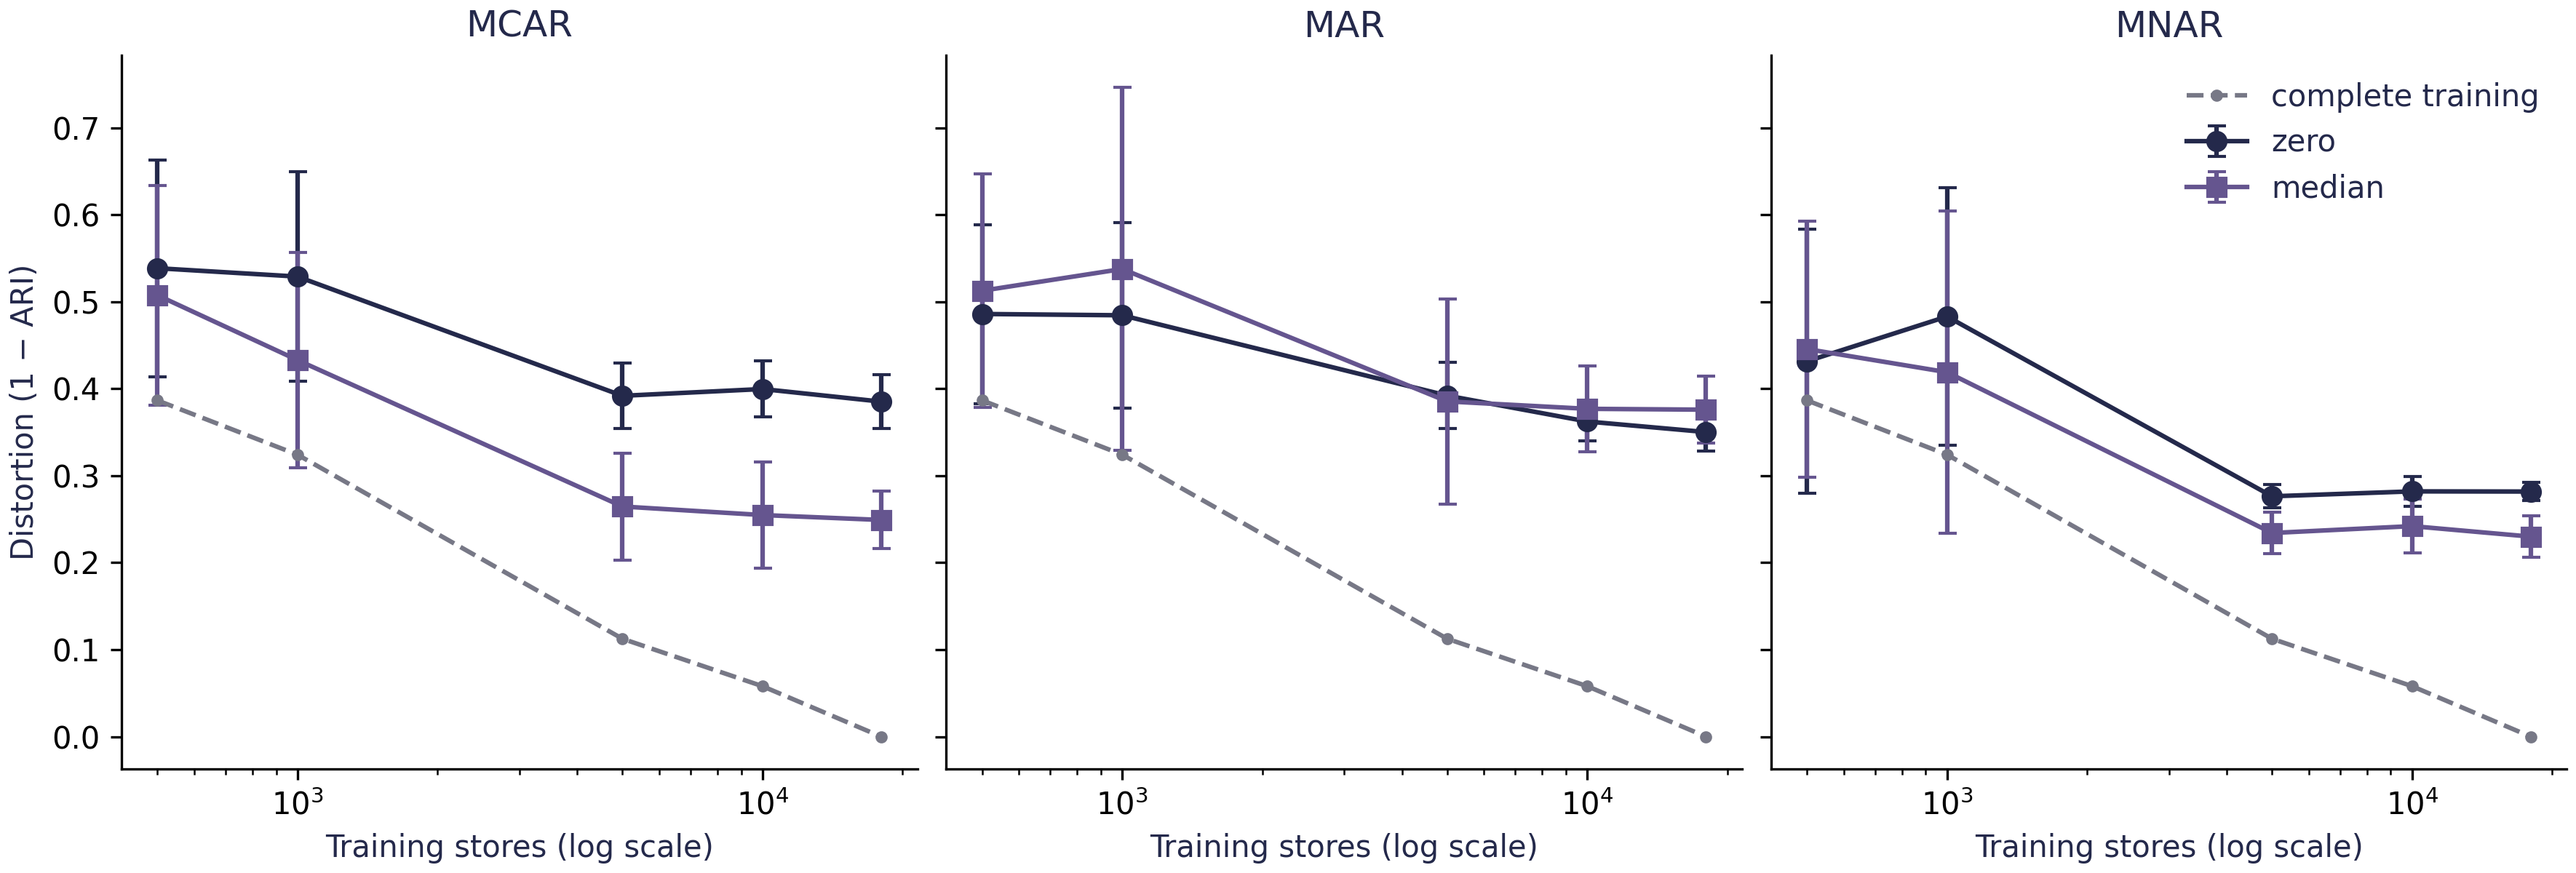 MCAR
MAR
MNAR
Distortion (1 − ARI)
0.7
0.6
0.5
0.4
0.3
0.2
0.1
0.0
complete training
zero
median
10³
10⁴
10³
10⁴
10³
10⁴
Training stores (log scale)
Training stores (log scale)
Training stores (log scale)